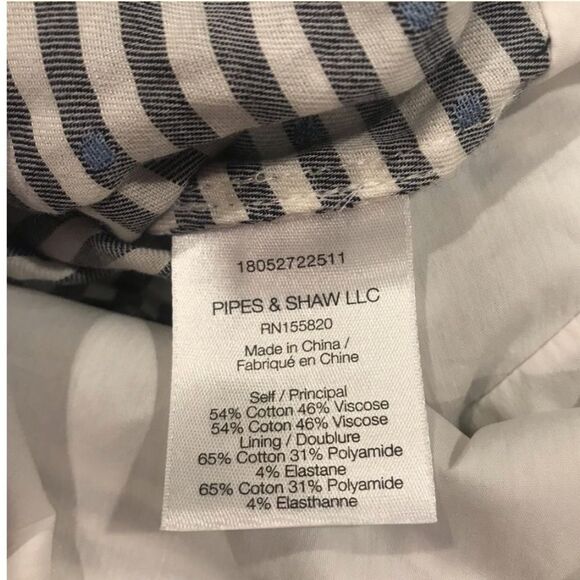 18052722511
PIPES & SHAW LLC
RN155820
Made in China /
Fabriqué en Chine
Self / Principal
54% Cotton 46% Viscose
54% Coton 46% Viscose
Lining / Doublure
65% Cotton 31% Polyamide
4% Elastane
65% Coton 31% Polyamide
4% Elasthanne